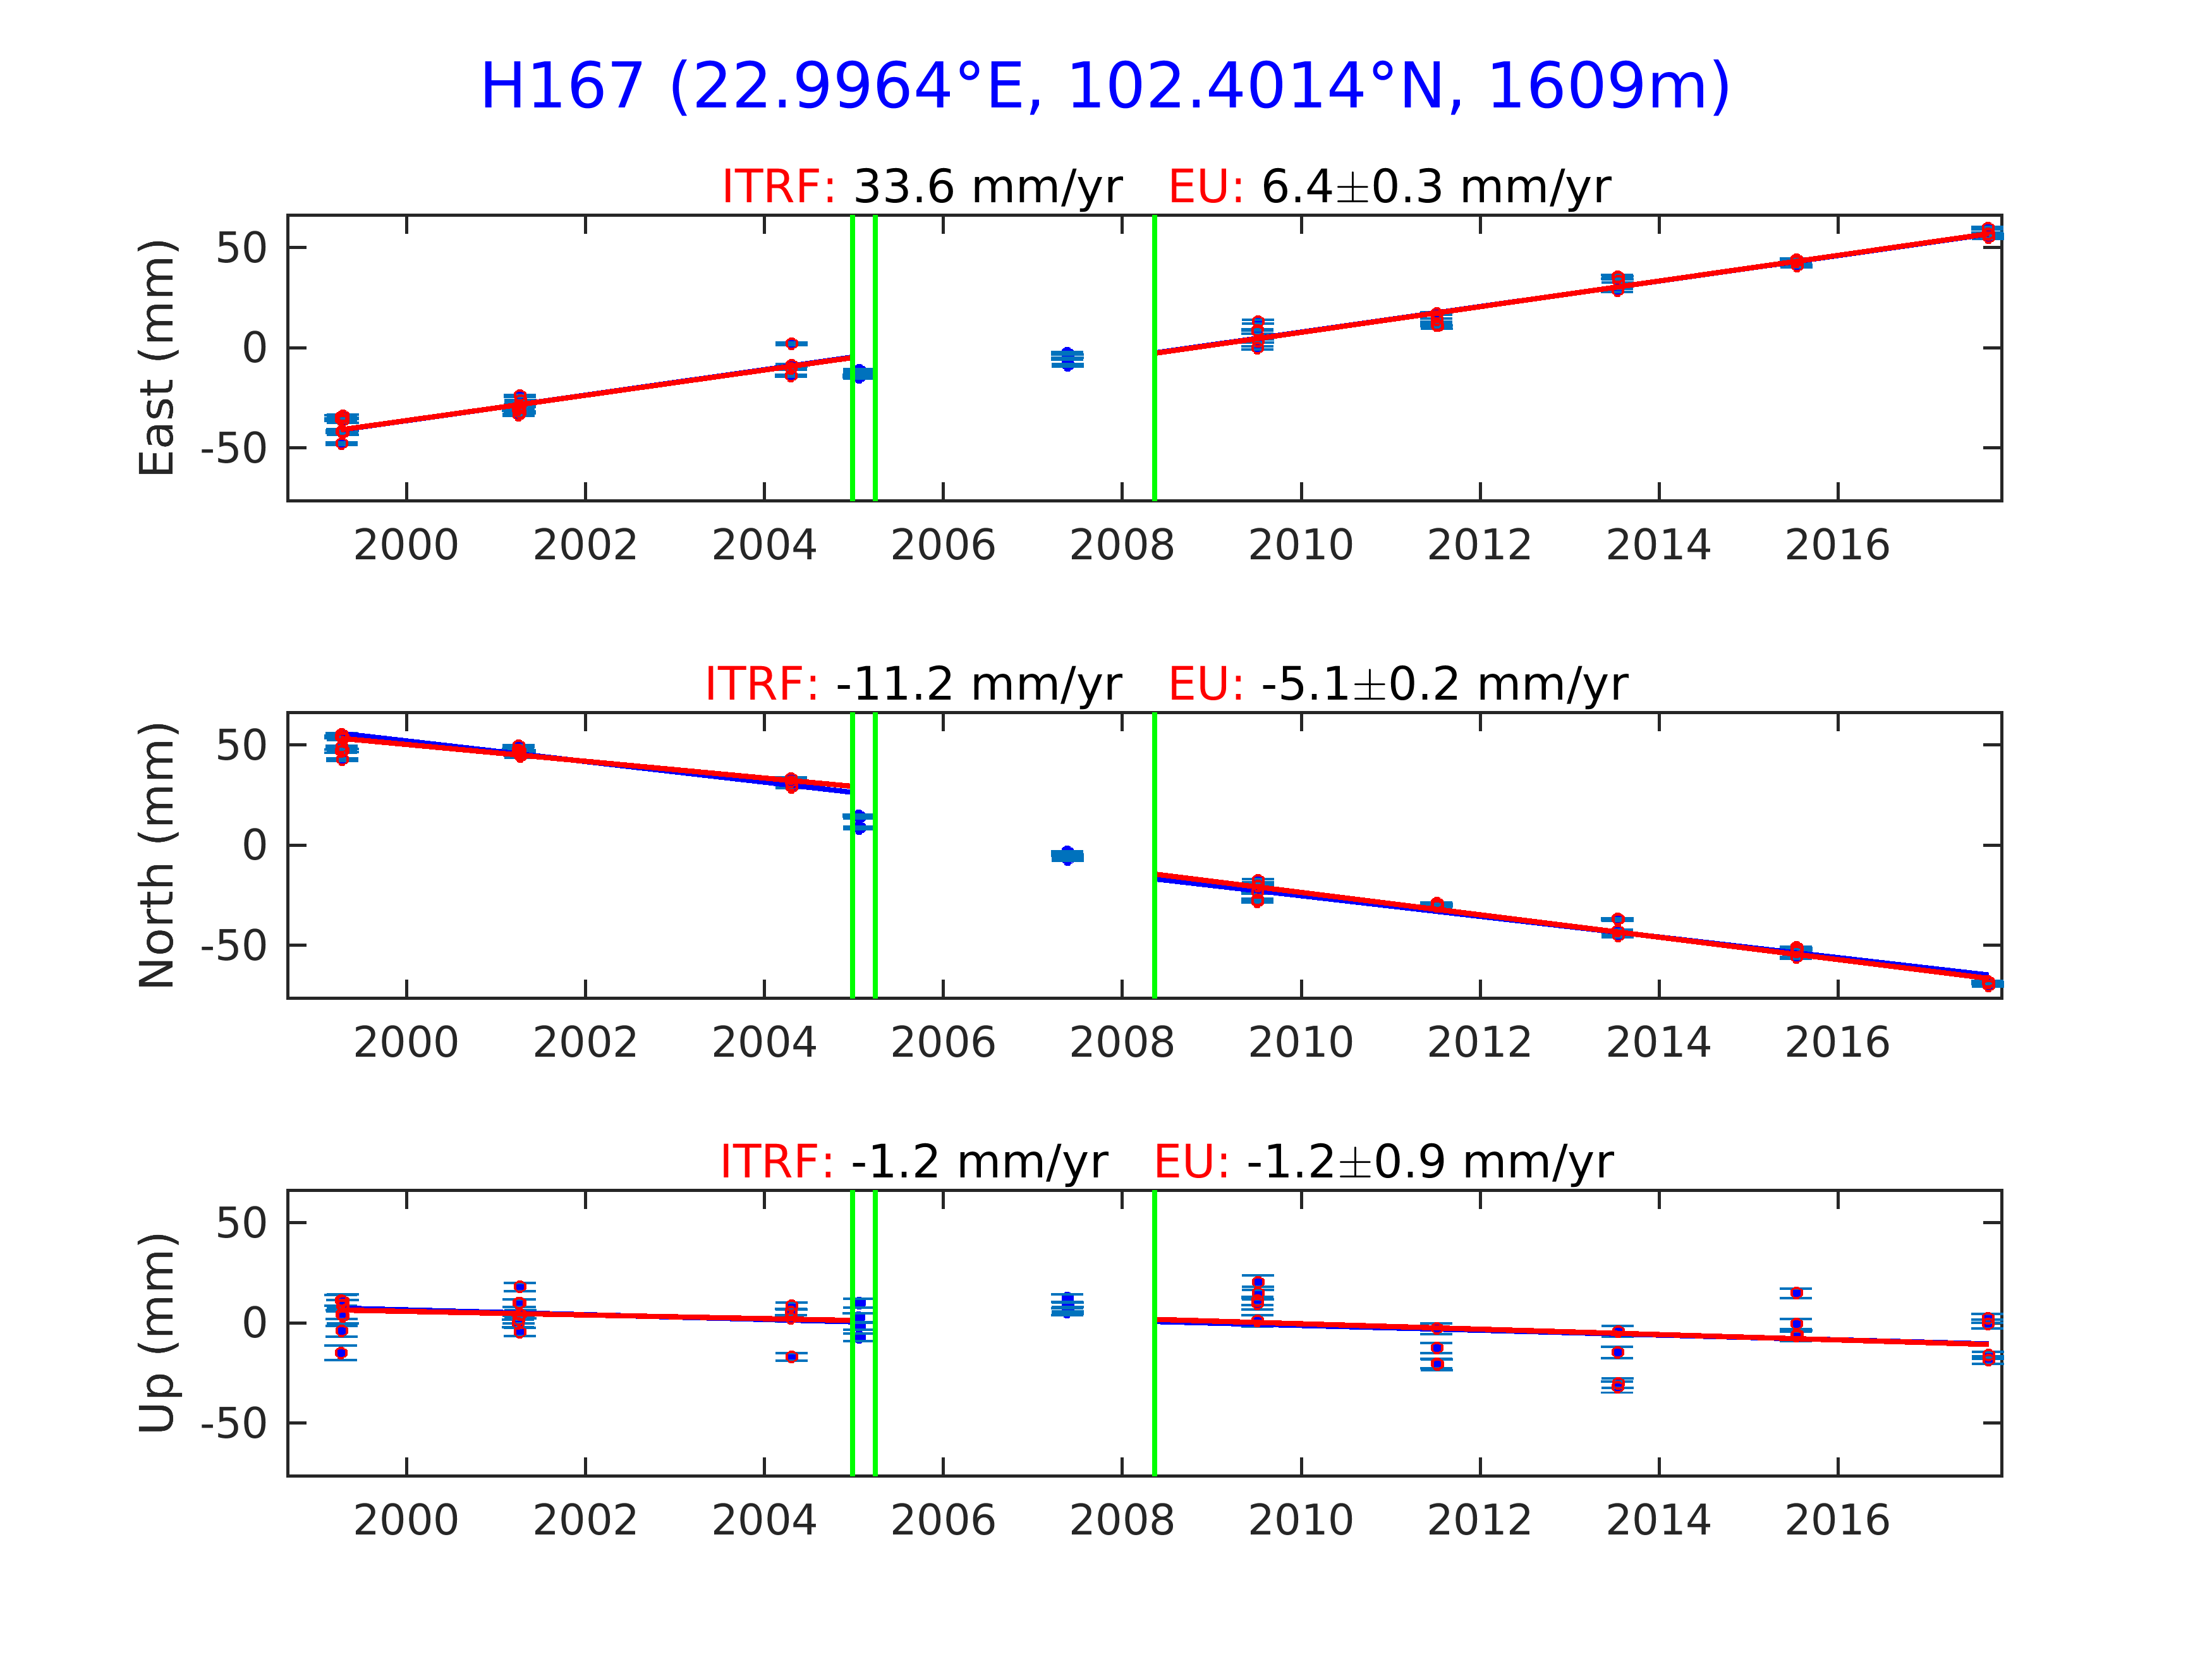 H167 (22.9964°E, 102.4014°N, 1609m)
ITRF: 33.6 mm/yr EU: 6.4±0.3 mm/yr
East (mm)
50
0
-50
2000 2002 2004 2006 2008 2010 2012 2014 2016
ITRF: -11.2 mm/yr EU: -5.1±0.2 mm/yr
North (mm)
50
0
-50
2000 2002 2004 2006 2008 2010 2012 2014 2016
ITRF: -1.2 mm/yr EU: -1.2±0.9 mm/yr
Up (mm)
50
0
-50
2000 2002 2004 2006 2008 2010 2012 2014 2016